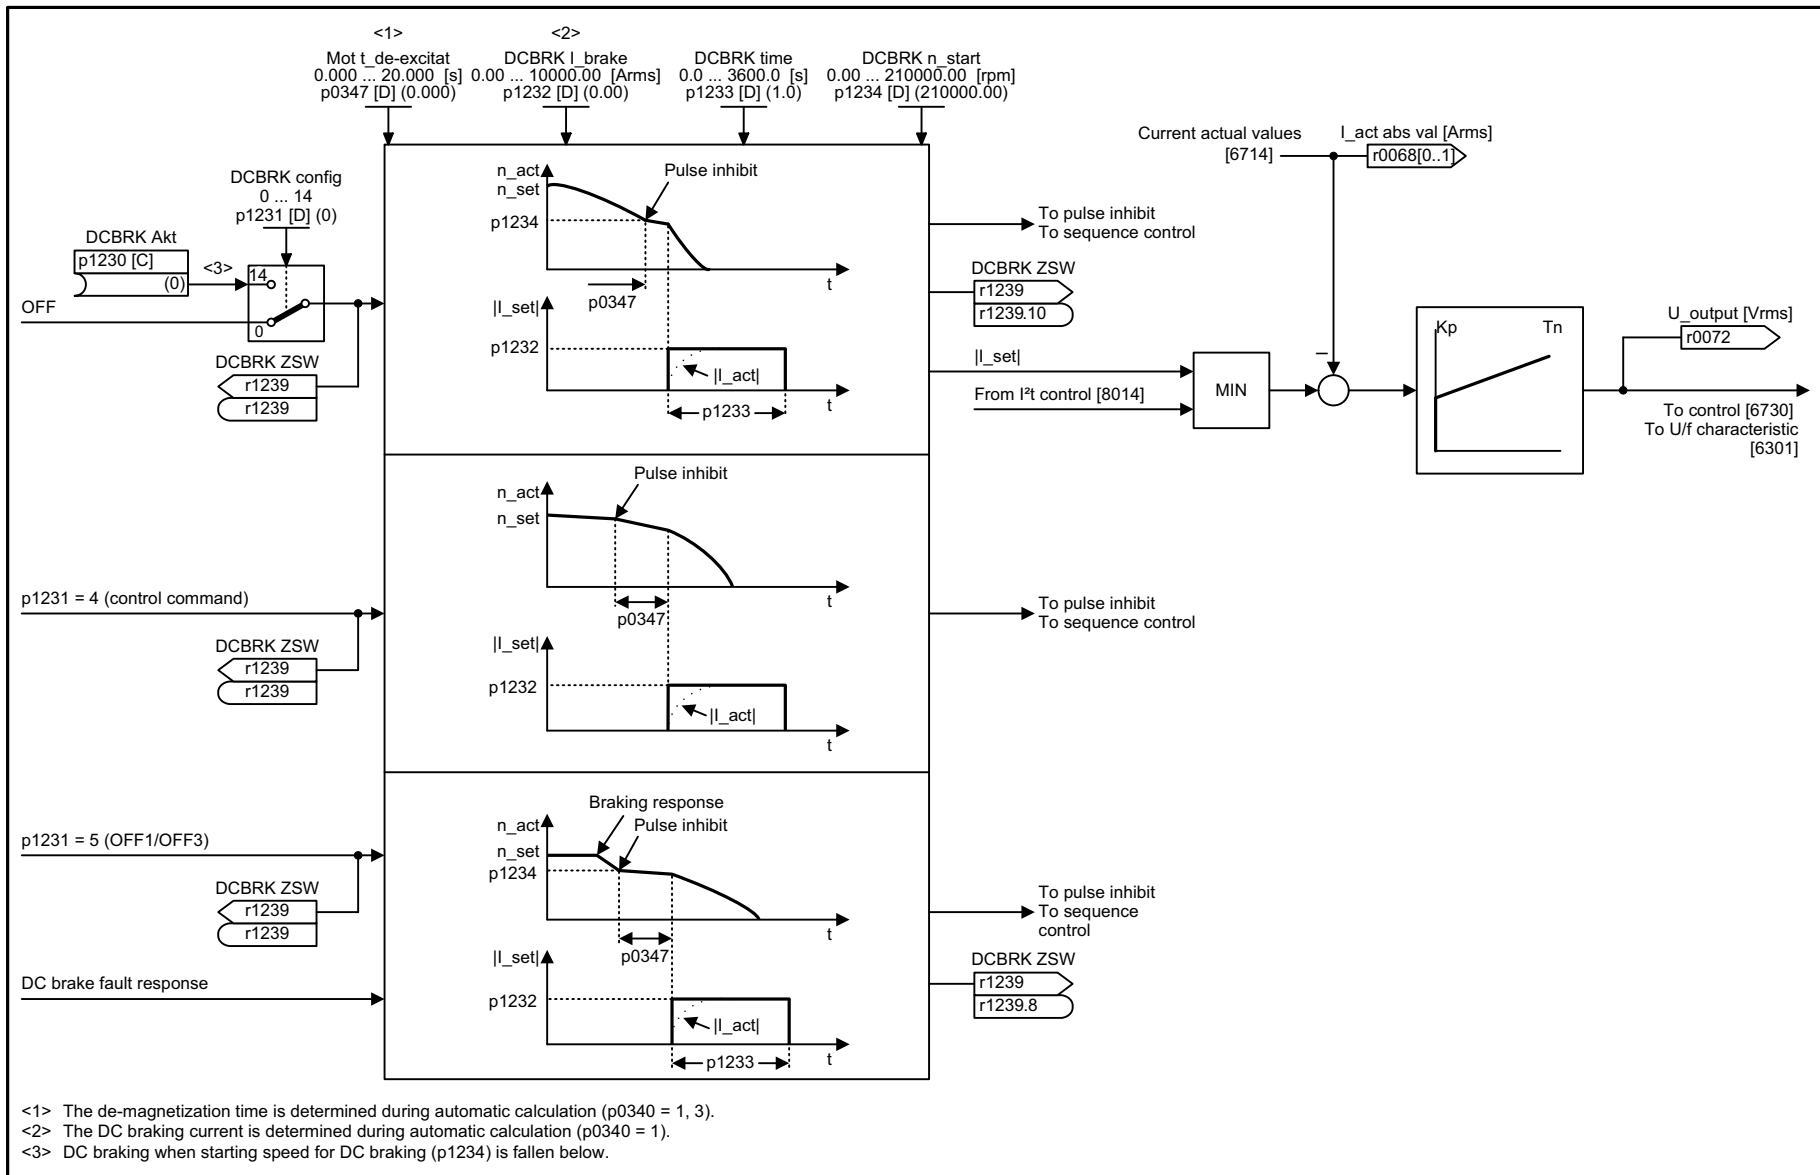 <1>
Mot t_de-excitat
0.000 ... 20.000 [s]
p0347 [D] (0.000)
<2>
DCBRK I_brake
0.00 ... 10000.00 [Arms]
p1232 [D] (0.00)
DCBRK time
0.0 ... 3600.0 [s]
p1233 [D] (1.0)
DCBRK n_start
0.00 ... 210000.00 [rpm]
p1234 [D] (210000.00)
Current actual values
[6714]
I_act abs val [Arms]
r0068[0..1]
DCBRK config
0 ... 14
p1231 [D] (0)
DCBRK Akt
p1230 [C]
(0)
<3>
14
0
OFF
DCBRK ZSW
r1239
r1239
n_act
n_set
p1234
Pulse inhibit
t
p0347
|I_set|
p1232
|I_act|
t
p1233
To pulse inhibit
To sequence control
DCBRK ZSW
r1239
r1239.10
|I_set|
From I²t control [8014]
MIN
–
Kp
Tn
U_output [Vrms]
r0072
To control [6730]
To U/f characteristic
[6301]
p1231 = 4 (control command)
DCBRK ZSW
r1239
r1239
Pulse inhibit
n_act
n_set
p0347
t
|I_set|
p1232
|I_act|
t
To pulse inhibit
To sequence control
p1231 = 5 (OFF1/OFF3)
DCBRK ZSW
r1239
r1239
DC brake fault response
Braking response
Pulse inhibit
n_act
n_set
p1234
t
p0347
|I_set|
p1232
|I_act|
t
p1233
To pulse inhibit
To sequence
control
DCBRK ZSW
r1239
r1239.8
<1> The de-magnetization time is determined during automatic calculation (p0340 = 1, 3).
<2> The DC braking current is determined during automatic calculation (p0340 = 1).
<3> DC braking when starting speed for DC braking (p1234) is fallen below.